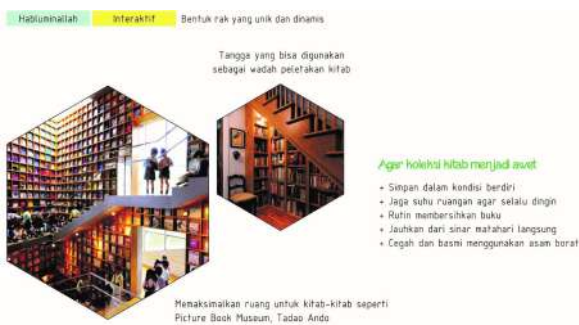 Habluminallah Interaktif Bentuk rak yang unik dan dinamis
Tangga yang bisa digunakan
sebagai wadah peletakan kitab
Agar koleksi kitab menjadi awet
+ Simpan dalam kondisi berdiri
+ Jaga suhu ruangan agar selalu dingin
+ Rutin membersihkan buku
+ Jauhkan dari sinar matahari langsung
+ Cegah dan basmi menggunakan asam borat
Memaksimalkan ruang untuk kitab-kitab seperti
Picture Book Museum, Tadao Ando